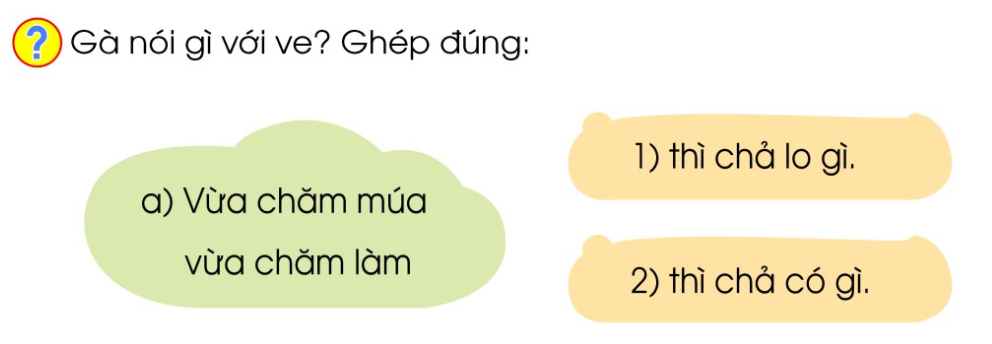 ? Gà nói gì với ve? Ghép đúng:
a) Vừa chăm múa
vừa chăm làm
1) thì chả lo gì.
2) thì chả có gì.